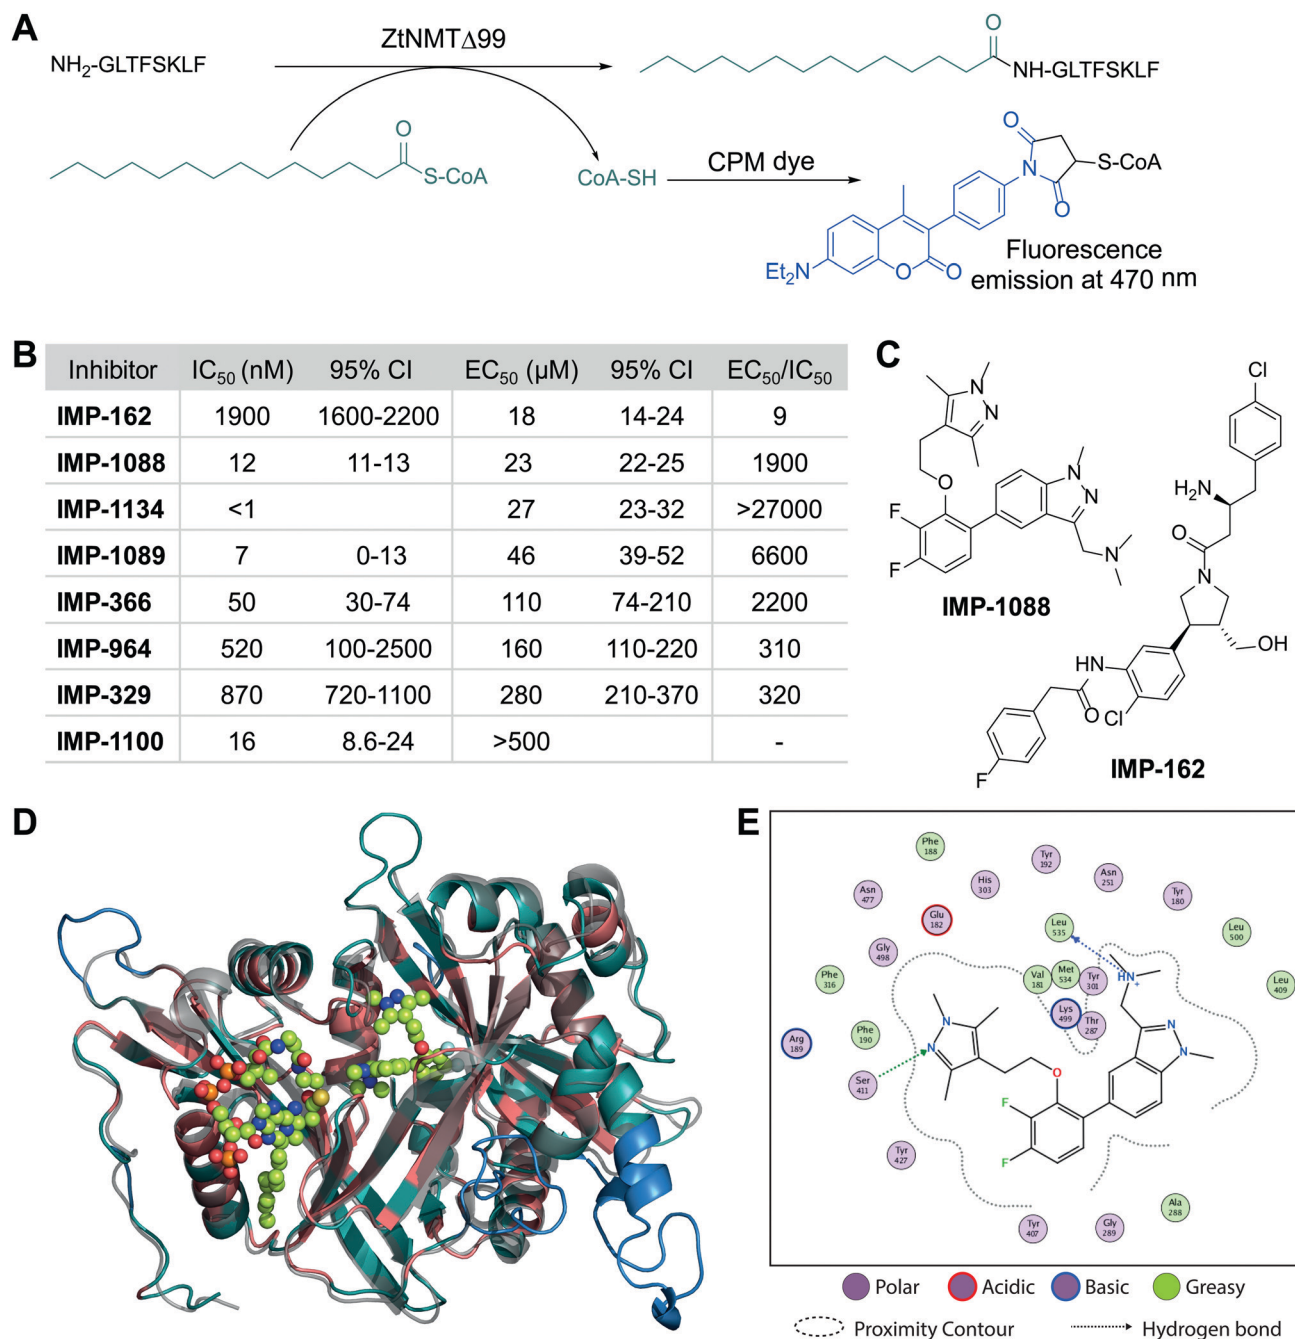 A
NH₂-GLTFSKLF
ZtNMTΔ99
O
NH-GLTFSKLF
O
S-CoA
CoA-SH
CPM dye
O
N
O
S-CoA
Et₂N
O
O
Fluorescence
emission at 470 nm
B
Inhibitor IC₅₀ (nM) 95% CI EC₅₀ (µM) 95% CI EC₅₀/IC₅₀
IMP-162 1900 1600-2200 18 14-24 9
IMP-1088 12 11-13 23 22-25 1900
IMP-1134 <1 27 23-32 >27000
IMP-1089 7 0-13 46 39-52 6600
IMP-366 50 30-74 110 74-210 2200
IMP-964 520 100-2500 160 110-220 310
IMP-329 870 720-1100 280 210-370 320
IMP-1100 16 8.6-24 >500 -
C
N
N
O
F
F
N
N
N
IMP-1088
Cl
H₂N
O
N
OH
HN
O
Cl
F
IMP-162
D
E
Phe
188
Tyr
192
His
303
Asn
251
Asn
477
Tyr
180
Glu
182
Leu
535
Leu
500
Gly
498
Phe
316
Val
181
Met
534
Tyr
301
HN+
Leu
409
Lys
499
Thr
287
Arg
189
Phe
190
N
N
N
N
Ser
411
O
F
F
Tyr
427
Ala
288
Tyr
407
Gly
289
Polar Acidic Basic Greasy
Proximity Contour Hydrogen bond